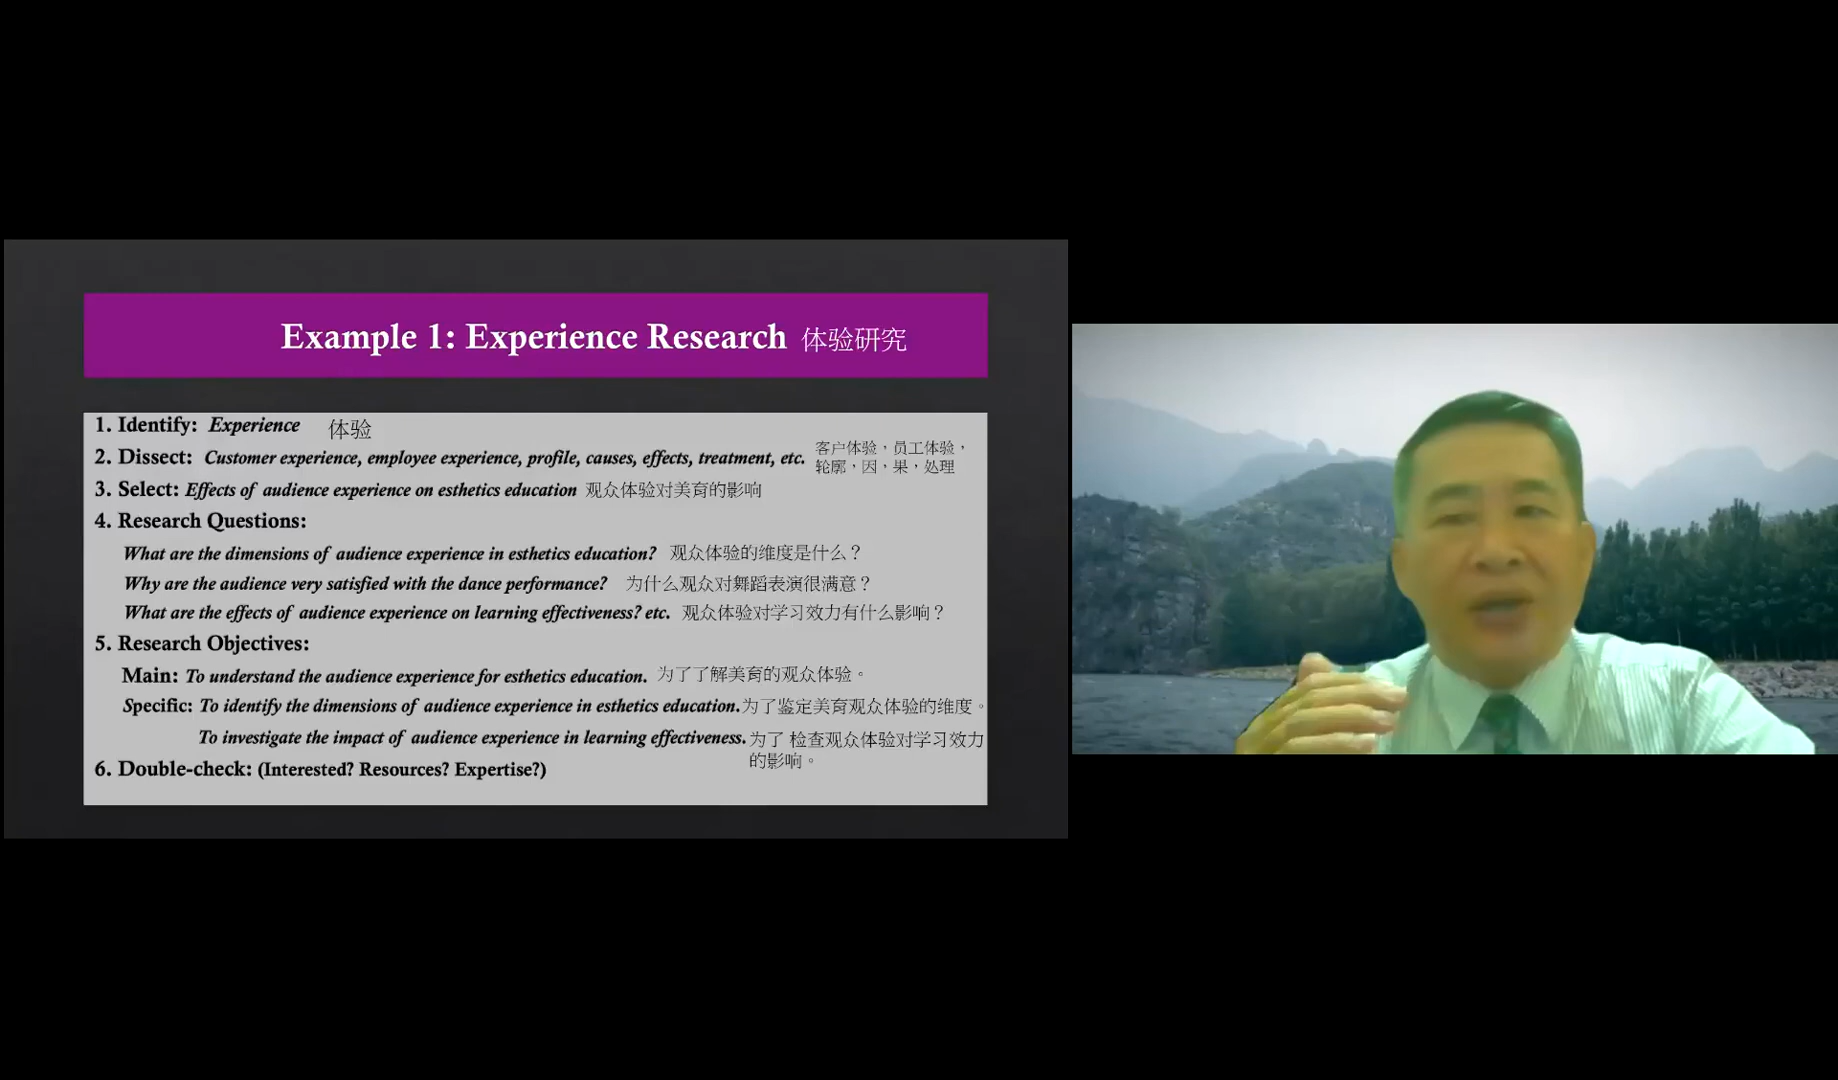 Example 1: Experience Research 体验研究
1. Identify: Experience 体验
2. Dissect: Customer experience, employee experience, profile, causes, effects, treatment, etc. 客户体验，员工体验，
轮廓，因，果，处理
3. Select: Effects of audience experience on esthetics education 观众体验对美育的影响
4. Research Questions:
What are the dimensions of audience experience in esthetics education? 观众体验的维度是什么？
Why are the audience very satisfied with the dance performance? 为什么观众对舞蹈表演很满意？
What are the effects of audience experience on learning effectiveness? etc. 观众体验对学习效力有什么影响？
5. Research Objectives:
Main: To understand the audience experience for esthetics education. 为了了解美育的观众体验。
Specific: To identify the dimensions of audience experience in esthetics education. 为了鉴定美育观众体验的维度。
To investigate the impact of audience experience in learning effectiveness. 为了 检查观众体验对学习效力
的影响。
6. Double-check: (Interested? Resources? Expertise?)